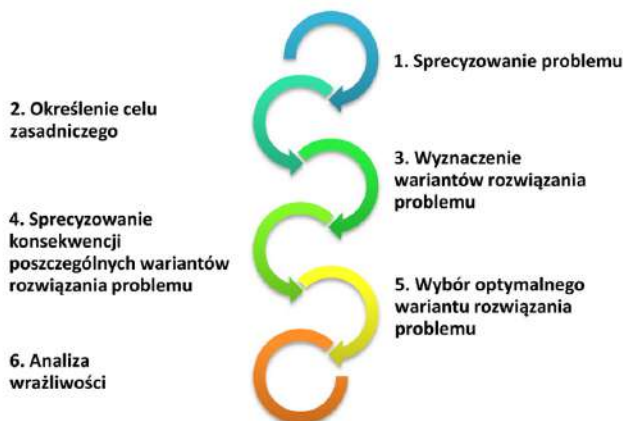 1. Sprecyzowanie problemu
2. Określenie celu
zasadniczego
3. Wyznaczenie
wariantów rozwiązania
problemu
4. Sprecyzowanie
konsekwencji
poszczególnych wariantów
rozwiązania problemu
5. Wybór optymalnego
wariantu rozwiązania
problemu
6. Analiza
wrażliwości